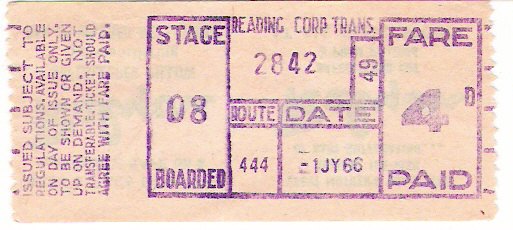 ISSUED SUBJECT TO
REGULATIONS. AVAILABLE
ON DAY OF ISSUE ONLY.
TO BE SHOWN OR GIVEN
UP ON DEMAND. NOT
TRANSFERABLE. TICKET SHOULD
AGREE WITH FARE PAID.
STAGE
08
BOARDED
READING CORP TRANS.
2842
49
ROUTE
444
DATE
-1JY66
FARE
4D
PAID